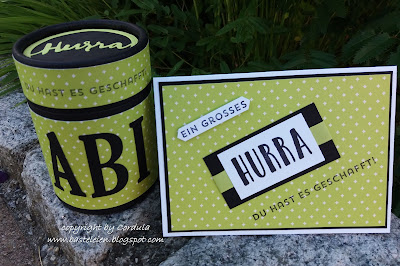 Hurra
DU HAST ES GESCHAFFT!
ABI
EIN GROSSES
HURRA
DU HAST ES GESCHAFFT!
copyright by Cordula
www.basteleien.blogspot.com